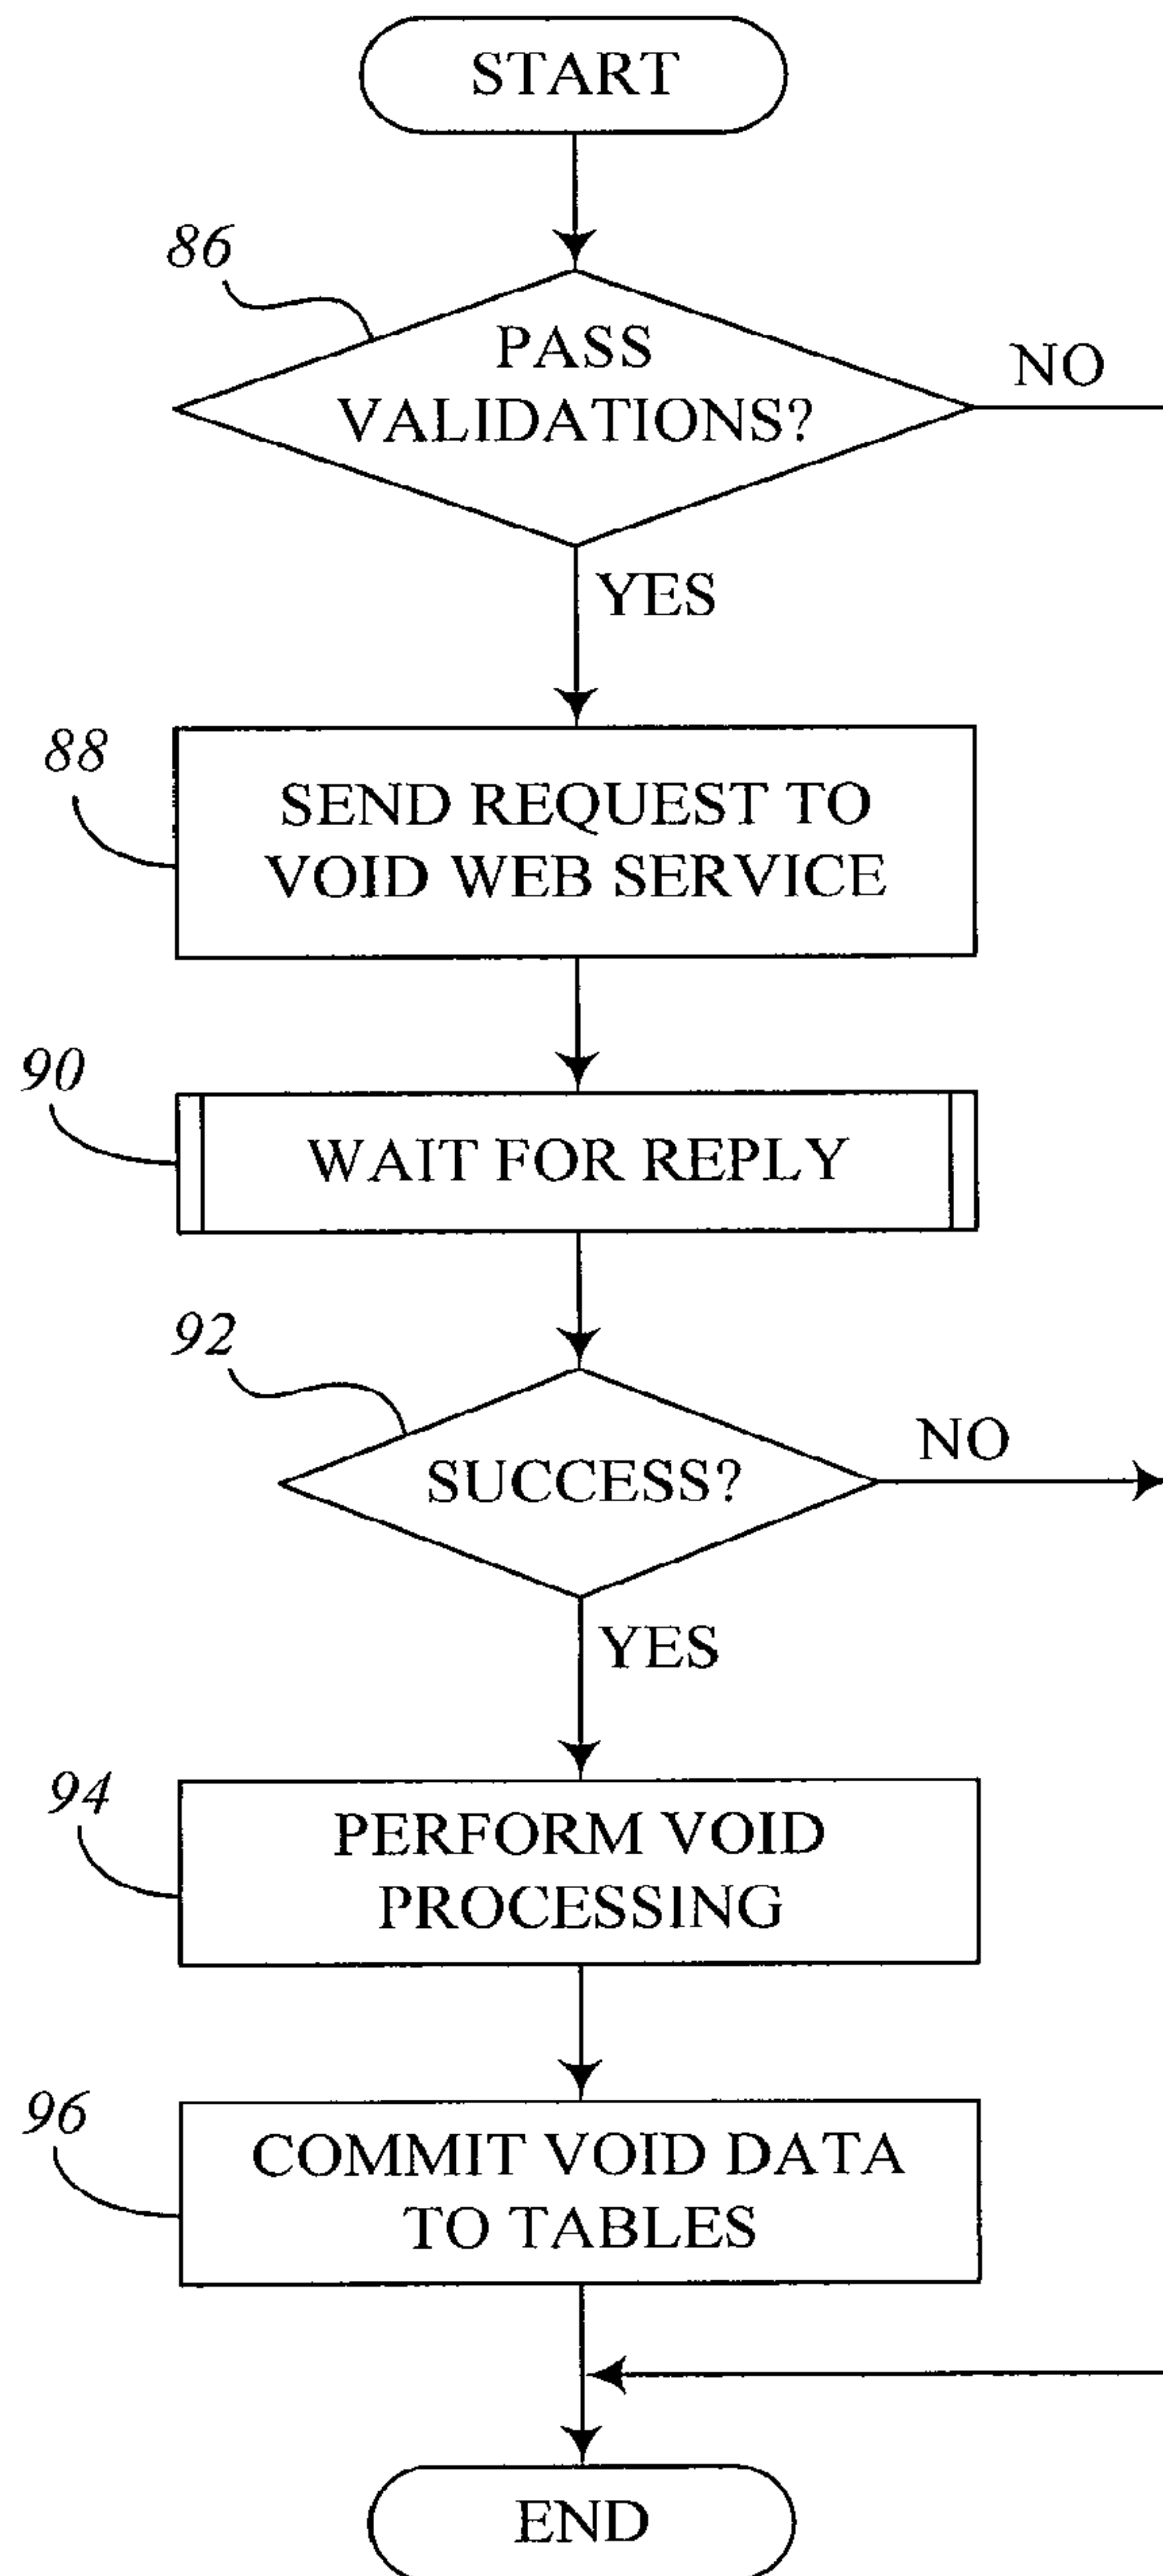 START
86
PASS
VALIDATIONS?
NO
YES
88
SEND REQUEST TO
VOID WEB SERVICE
90
WAIT FOR REPLY
92
SUCCESS?
NO
YES
94
PERFORM VOID
PROCESSING
96
COMMIT VOID DATA
TO TABLES
END